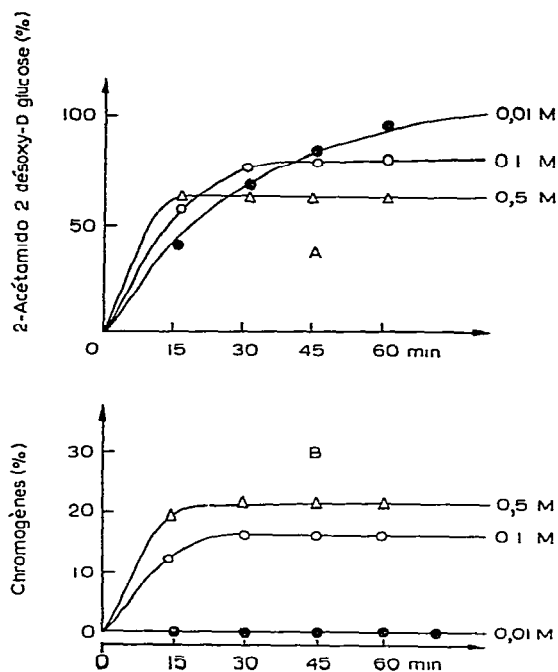 2-Acétamido 2 désoxy-D glucose (%)
100
50
0
15
30
45
60 min
0,01 M
0 1 M
0,5 M
A
Chromogènes (%)
30
20
10
0
0
15
30
45
60 min
B
0,5 M
0 1 M
0,01 M